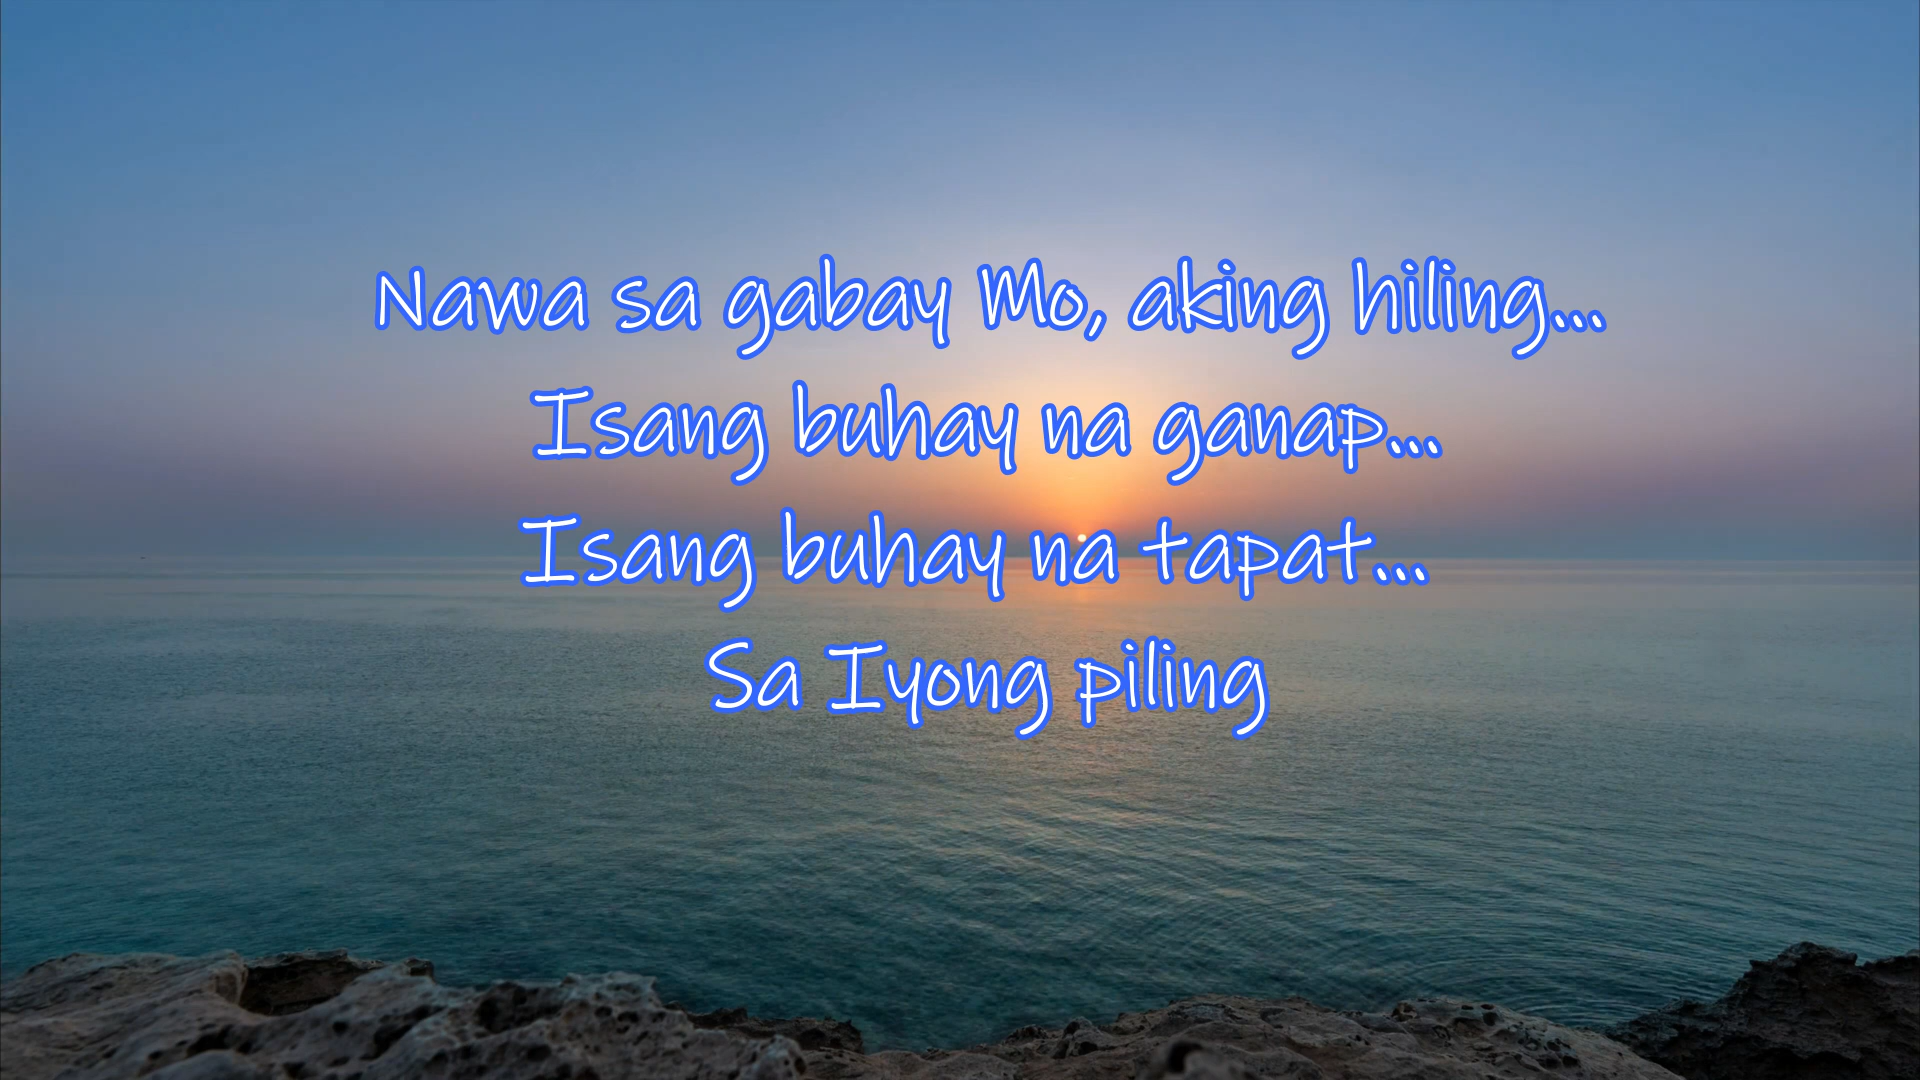 Nawa sa gabay Mo, aking hiling...
Isang buhay na ganap...
Isang buhay na tapat...
Sa Iyong piling